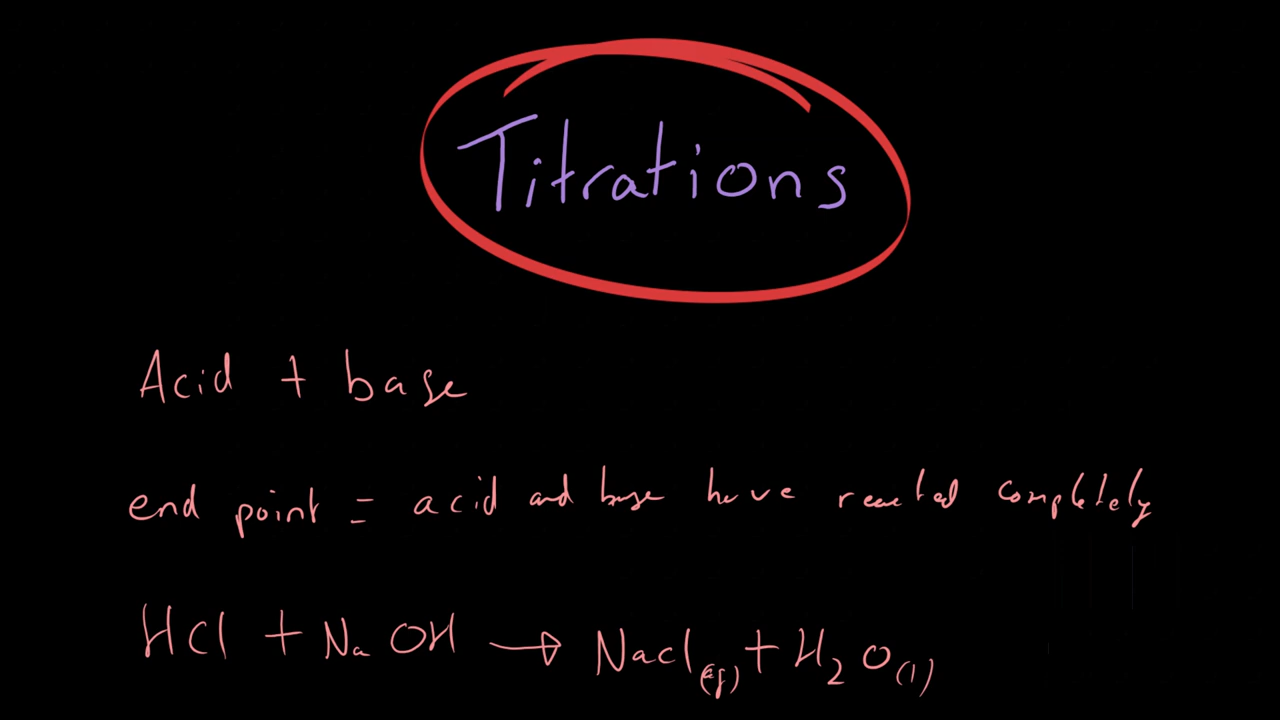 Titrations
Acid + base
end point = acid and base have reacted completely
HCl + NaOH → Nacl(aq) + H₂O(l)